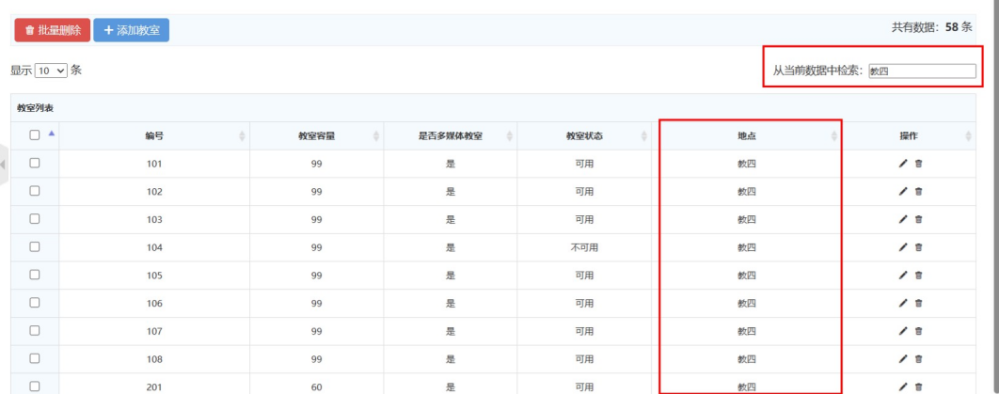 批量删除 + 添加教室 共有数据：58 条
显示 10 条 从当前数据中检索：教四
教室列表
编号 教室容量 是否多媒体教室 教室状态 地点 操作
101 99 是 可用 教四
102 99 是 可用 教四
103 99 是 可用 教四
104 99 是 不可用 教四
105 99 是 可用 教四
106 99 是 可用 教四
107 99 是 可用 教四
108 99 是 可用 教四
201 60 是 可用 教四